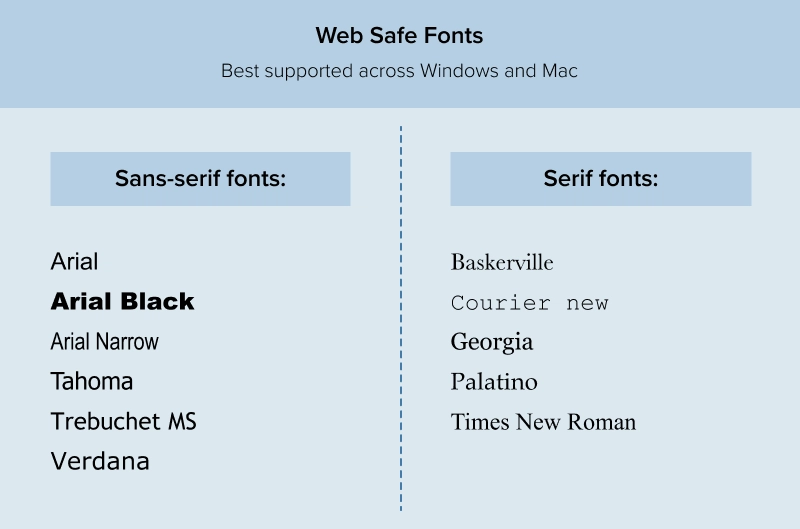 Web Safe Fonts
Best supported across Windows and Mac
Sans-serif fonts:
Arial
Arial Black
Arial Narrow
Tahoma
Trebuchet MS
Verdana
Serif fonts:
Baskerville
Courier new
Georgia
Palatino
Times New Roman